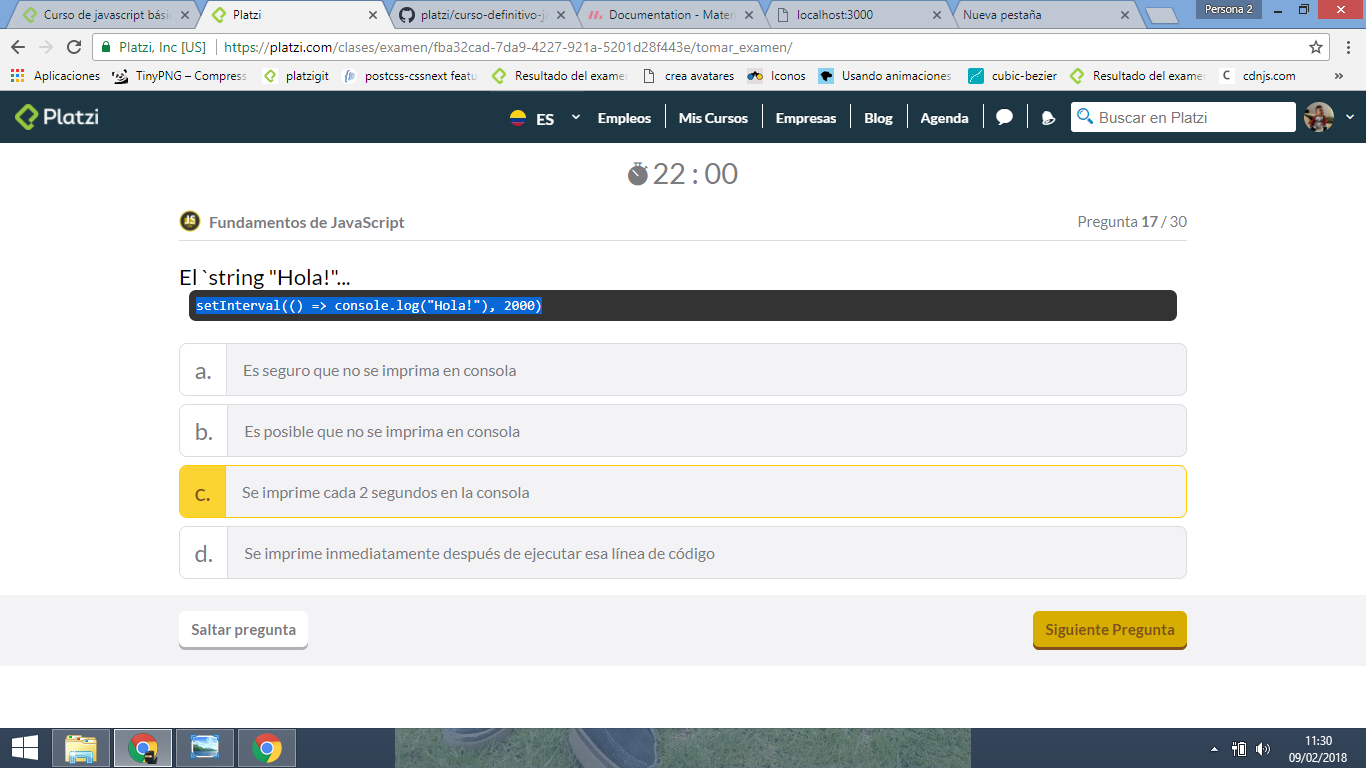 Curso de javascript bási
Platzi
platzi/curso-definitivo-j
Documentation - Mater
localhost:3000
Nueva pestaña
Persona 2
Platzi, Inc [US]
https://platzi.com/clases/examen/fba32cad-7da9-4227-921a-5201d28f443e/tomar_examen/
Aplicaciones
TinyPNG – Compress
platzigit
postcss-cssnext featu
Resultado del exame
crea avatares
Iconos
Usando animaciones
cubic-bezier
Resultado del exame
cdnjs.com
»
Platzi
ES
Empleos
Mis Cursos
Empresas
Blog
Agenda
Buscar en Platzi
22 : 00
JS
Fundamentos de JavaScript
Pregunta 17 / 30
El `string "Hola!"...
setInterval(() => console.log("Hola!"), 2000)
a. Es seguro que no se imprima en consola
b. Es posible que no se imprima en consola
c. Se imprime cada 2 segundos en la consola
d. Se imprime inmediatamente después de ejecutar esa línea de código
Saltar pregunta
Siguiente Pregunta
11:30
09/02/2018